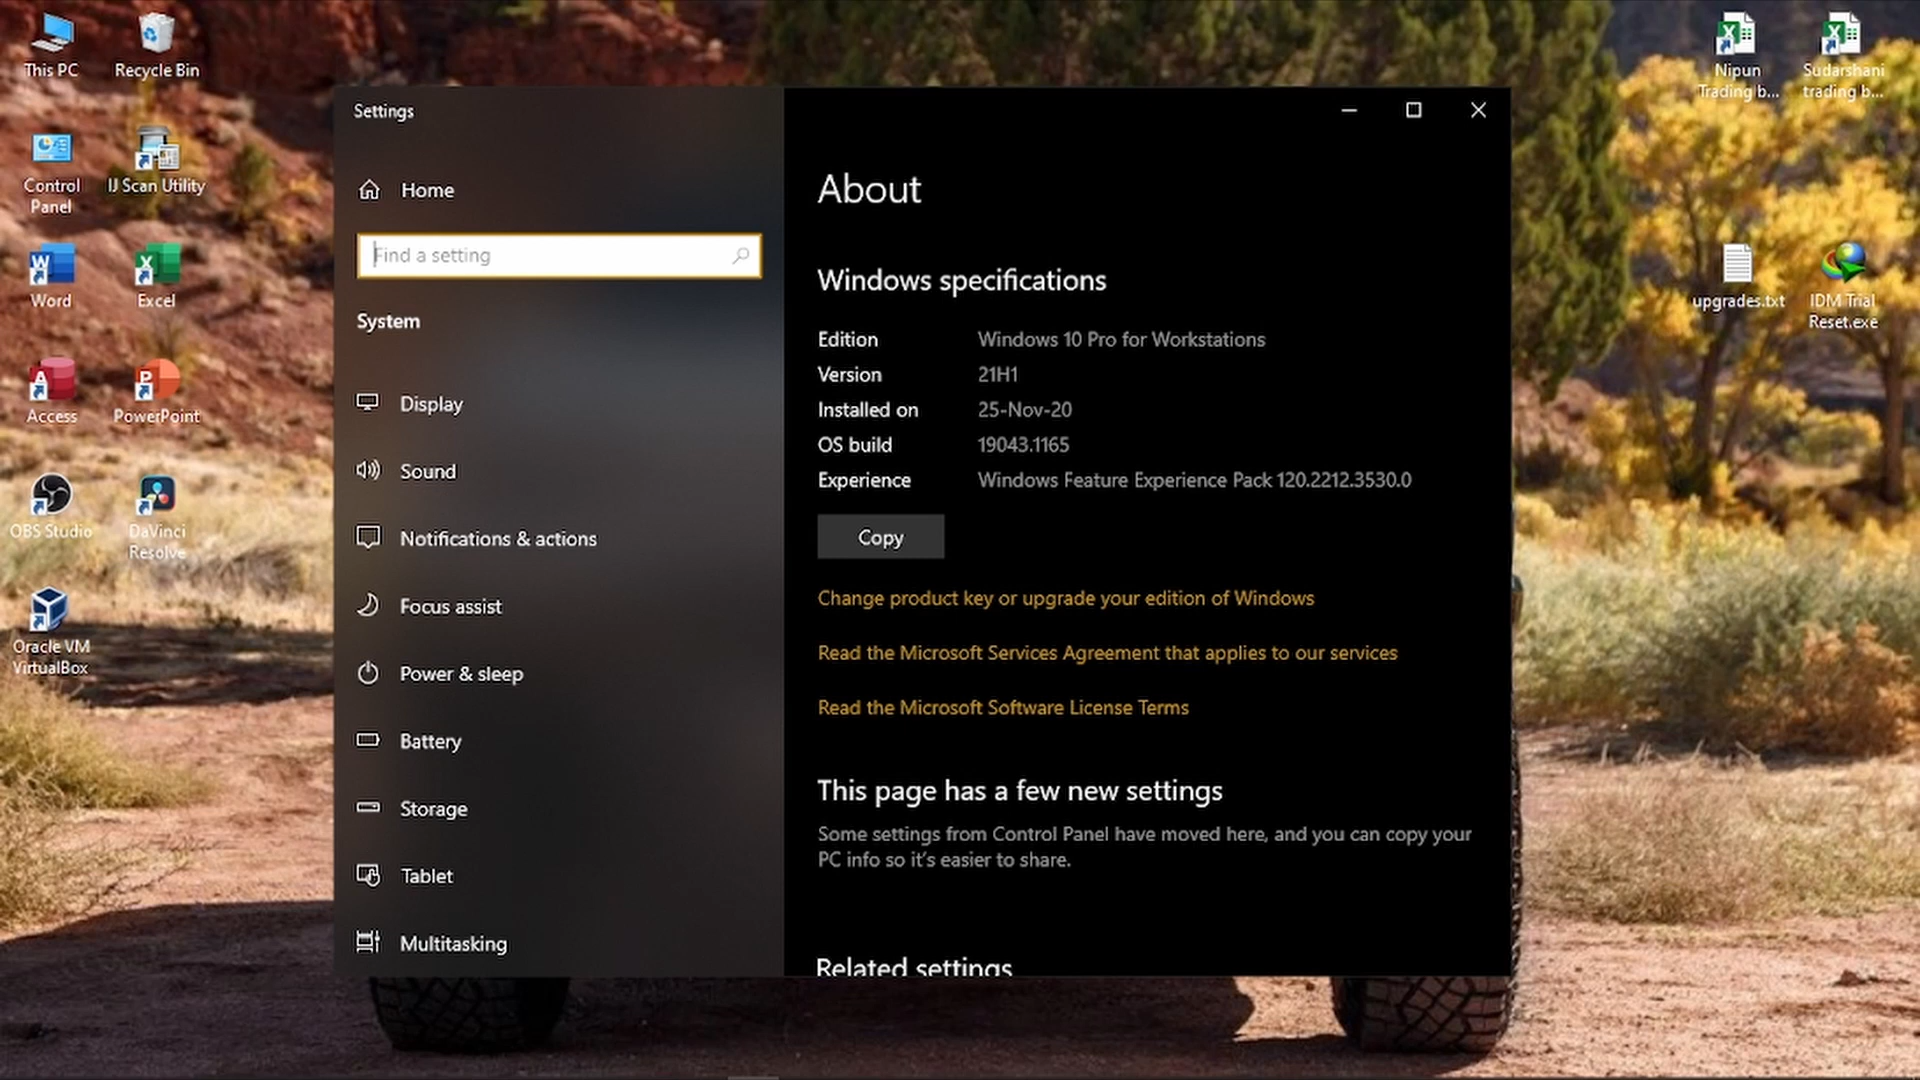 This PC
Recycle Bin
Control
Panel
IJ Scan Utility
Word
Excel
Access
PowerPoint
OBS Studio
DaVinci
Resolve
Oracle VM
VirtualBox
Settings
Home
Find a setting
System
Display
Sound
Notifications & actions
Focus assist
Power & sleep
Battery
Storage
Tablet
Multitasking
About
Windows specifications
Edition Windows 10 Pro for Workstations
Version 21H1
Installed on 25-Nov-20
OS build 19043.1165
Experience Windows Feature Experience Pack 120.2212.3530.0
Copy
Change product key or upgrade your edition of Windows
Read the Microsoft Services Agreement that applies to our services
Read the Microsoft Software License Terms
This page has a few new settings
Some settings from Control Panel have moved here, and you can copy your
PC info so it's easier to share.
Related settings
Nipun
Trading b...
Sudarshani
trading b...
upgrades.txt
IDM Trial
Reset.exe